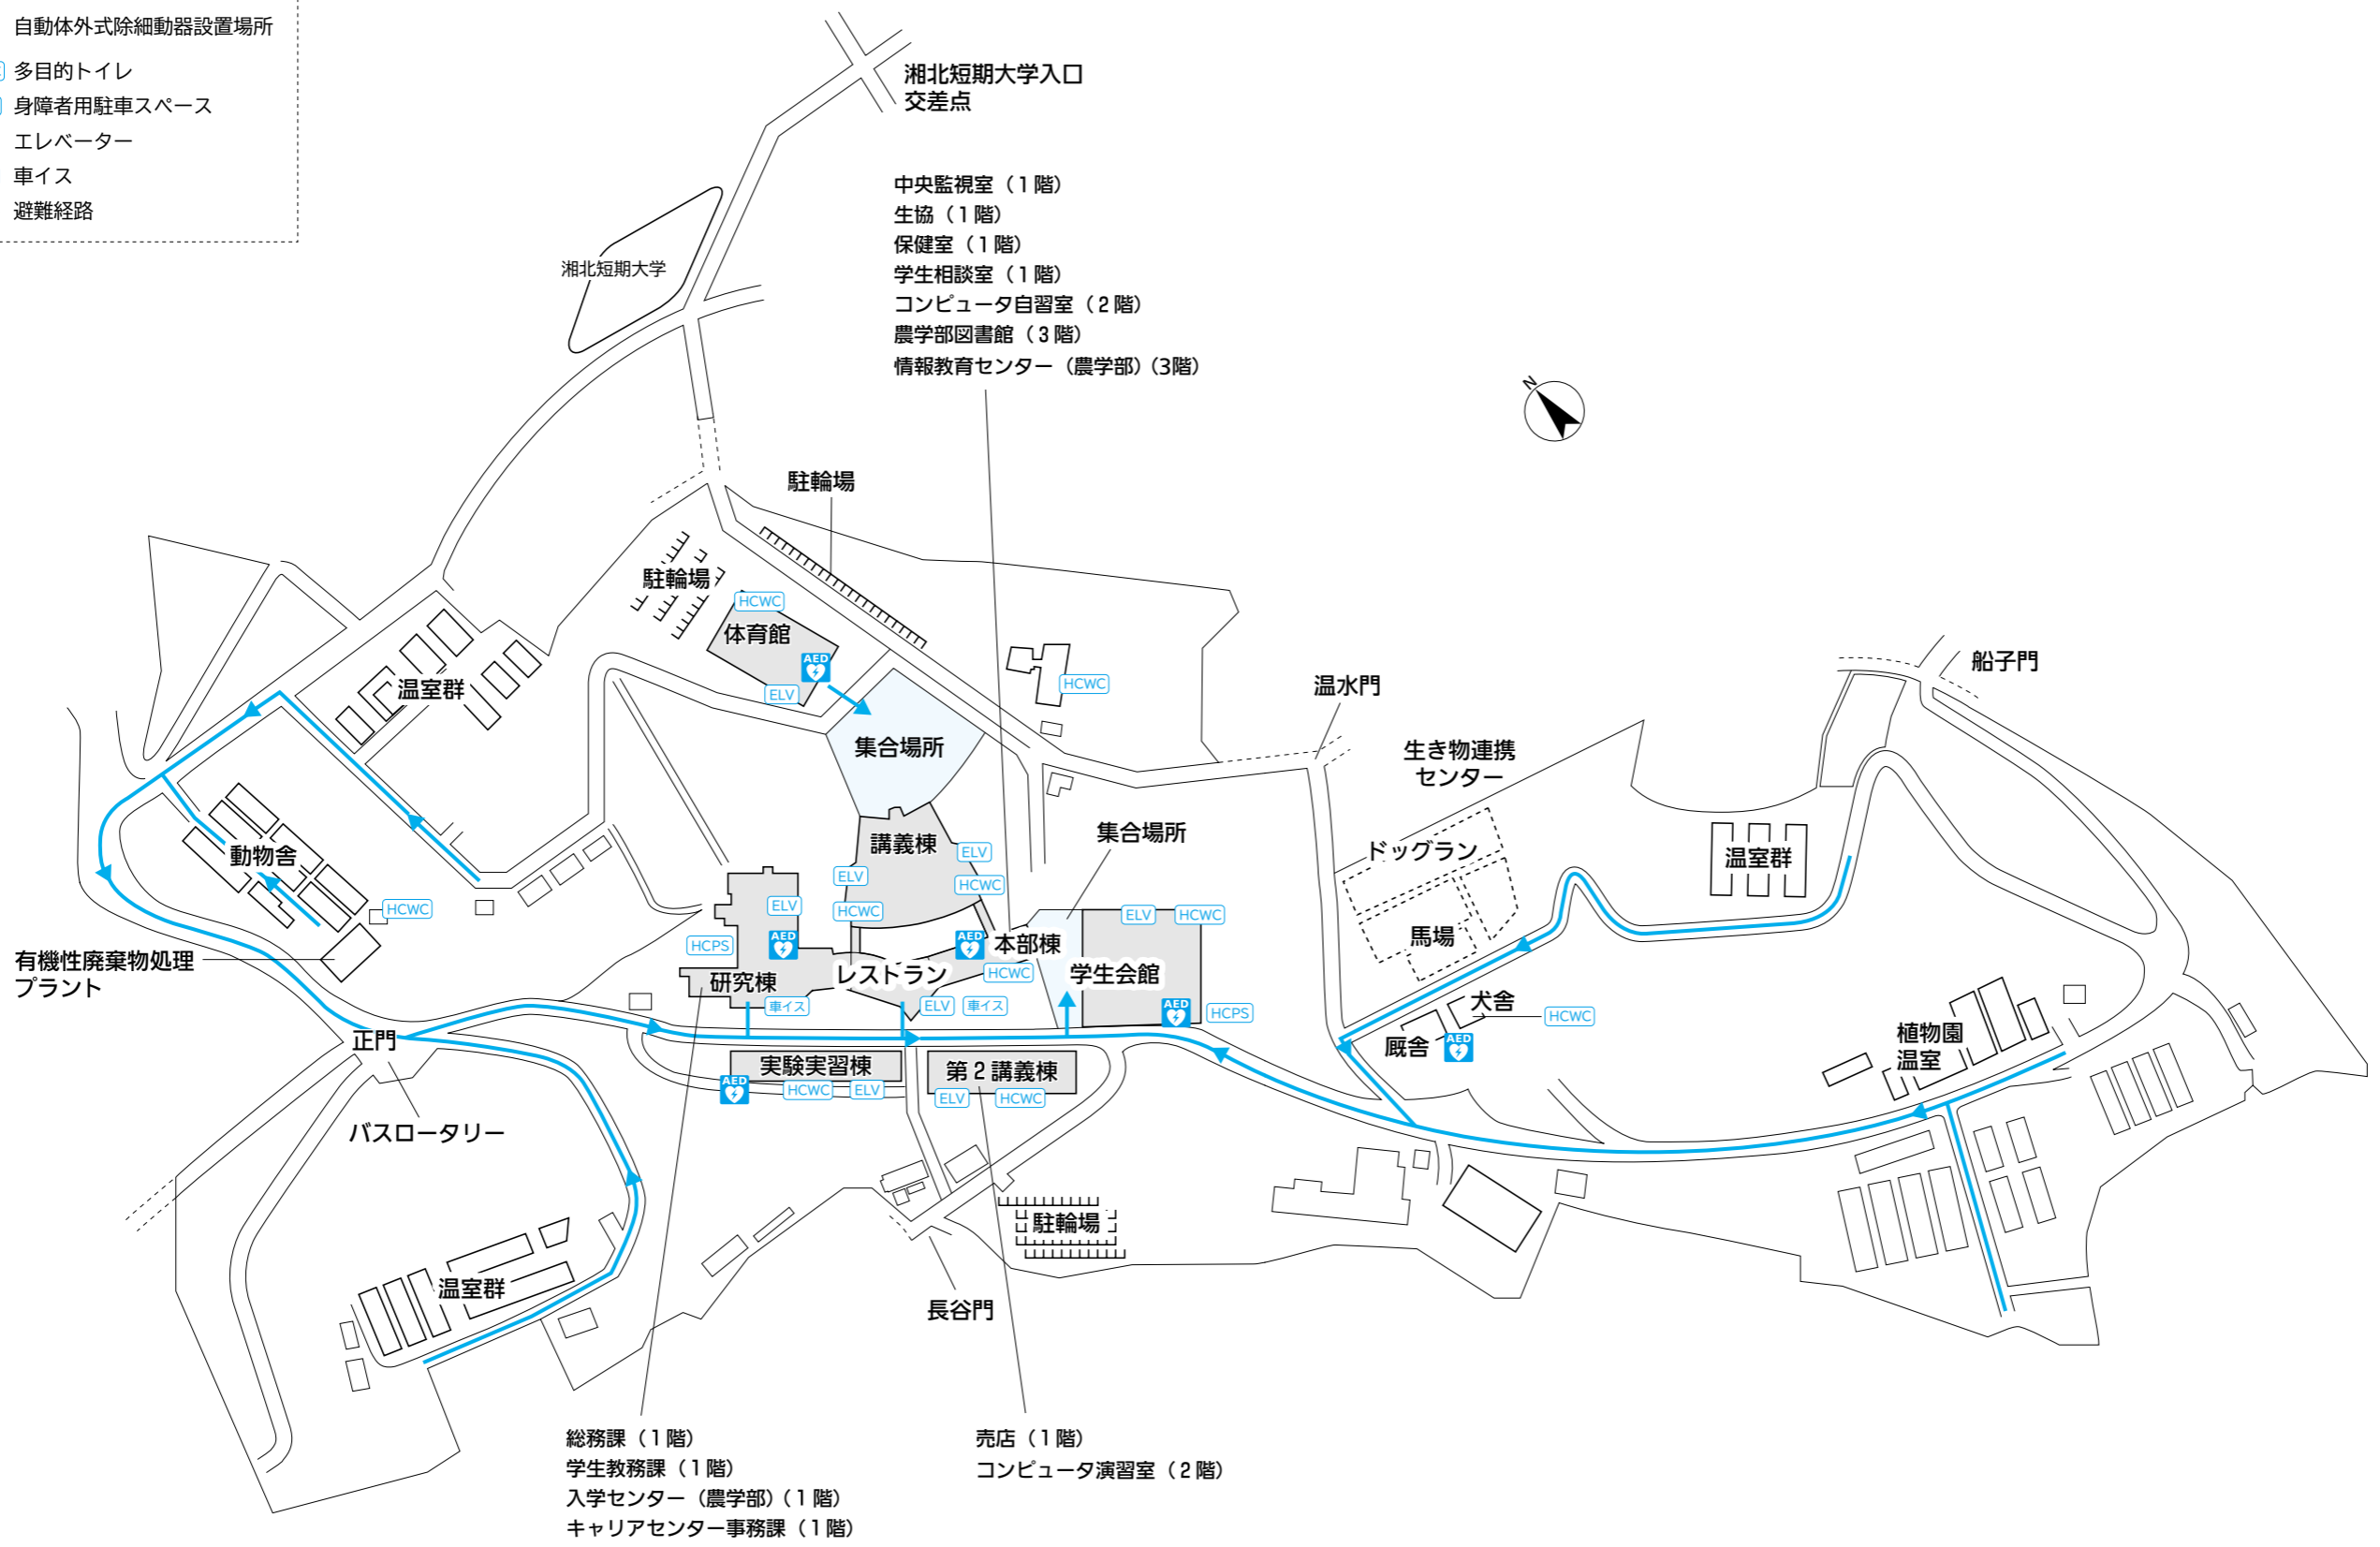 自動体外式除細動器設置場所
多目的トイレ
身障者用駐車スペース
エレベーター
車イス
避難経路
湘北短期大学入口
交差点
湘北短期大学
中央監視室（1階）
生協（1階）
保健室（1階）
学生相談室（1階）
コンピュータ自習室（2階）
農学部図書館（3階）
情報教育センター（農学部）（3階）
N
駐輪場
駐輪場
HCWC
体育館
AED
ELV
温室群
集合場所
HCWC
温水門
船子門
生き物連携
センター
集合場所
講義棟
ELV
ELV
HCWC
HCWC
ドッグラン
温室群
動物舎
HCWC
ELV
ELV
HCWC
HCPS
AED
AED
本部棟
馬場
有機性廃棄物処理
プラント
研究棟
レストラン
HCWC
学生会館
車イス
ELV
車イス
AED
HCPS
犬舎
HCWC
正門
厩舎
AED
植物園
温室
実験実習棟
第2講義棟
AED
HCWC
ELV
ELV
HCWC
バスロータリー
駐輪場
温室群
長谷門
総務課（1階）
学生教務課（1階）
入学センター（農学部）（1階）
キャリアセンター事務課（1階）
売店（1階）
コンピュータ演習室（2階）